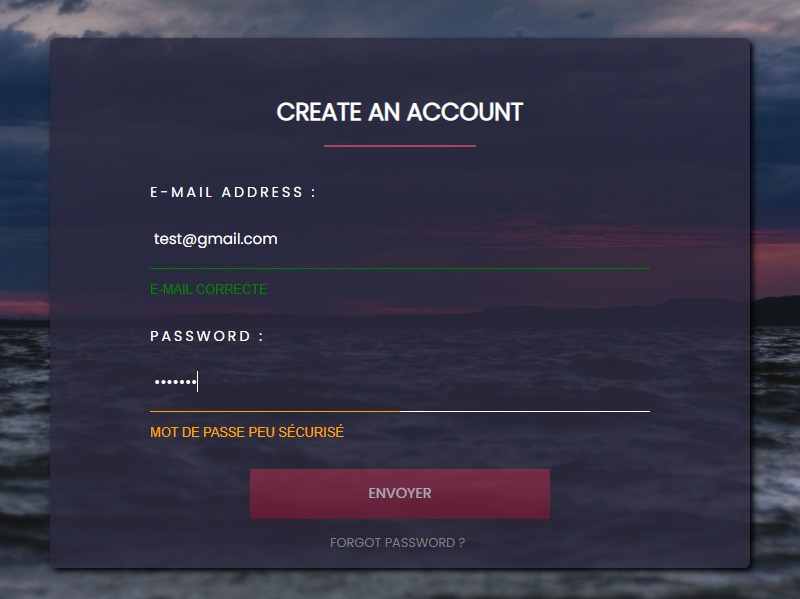 CREATE AN ACCOUNT
E-MAIL ADDRESS :
test@gmail.com
E-MAIL CORRECTE
PASSWORD :
•••••••
MOT DE PASSE PEU SÉCURISÉ
ENVOYER
FORGOT PASSWORD ?